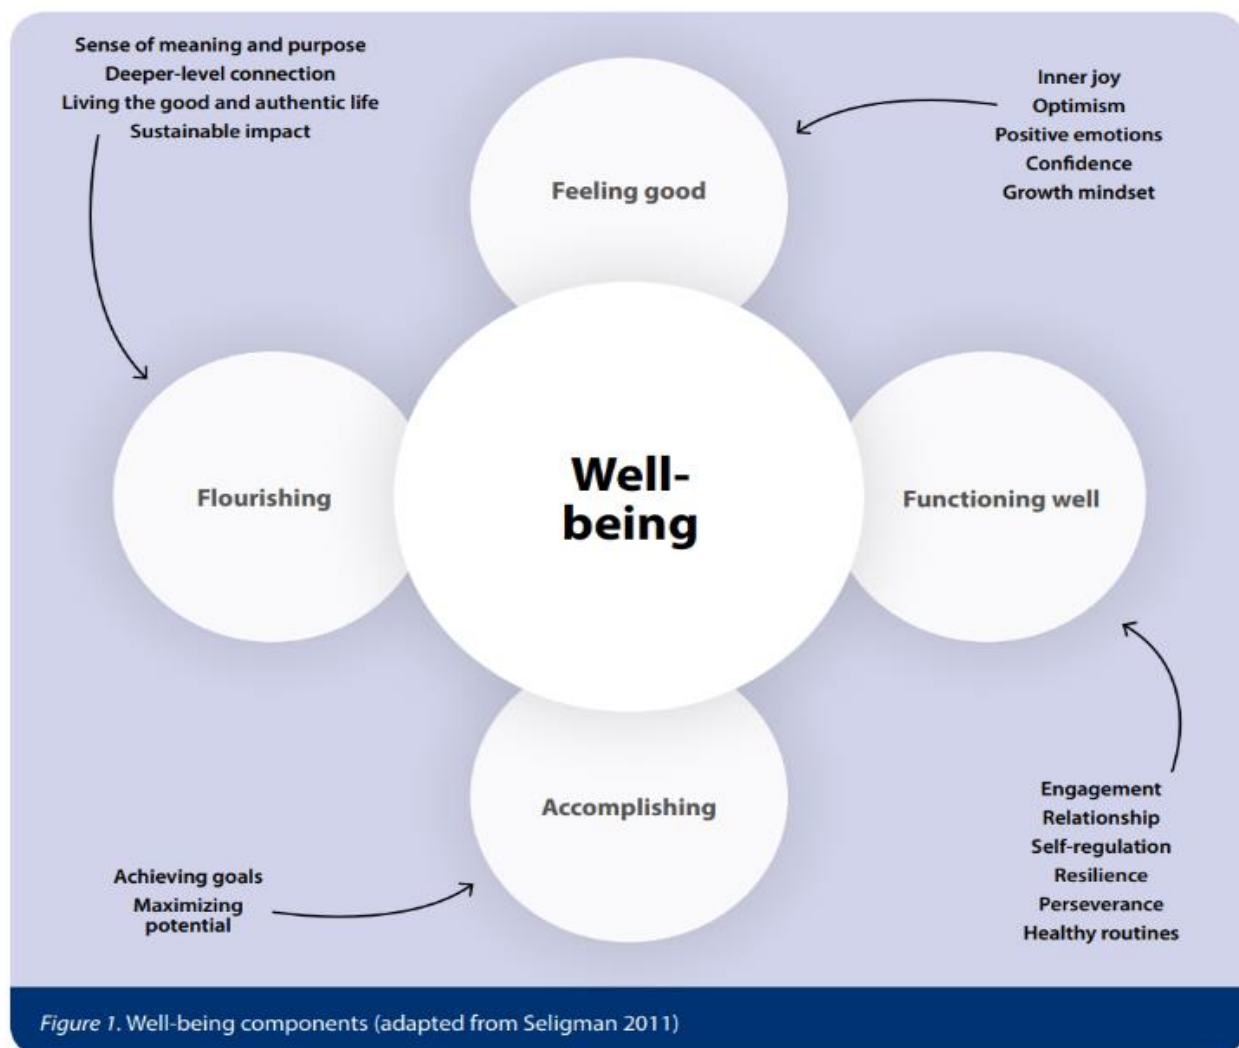 Sense of meaning and purpose
Deeper-level connection
Living the good and authentic life
Sustainable impact
Inner joy
Optimism
Positive emotions
Confidence
Growth mindset
Feeling good
Flourishing
Well-
being
Functioning well
Accomplishing
Achieving goals
Maximizing
potential
Engagement
Relationship
Self-regulation
Resilience
Perseverance
Healthy routines
Figure 1. Well-being components (adapted from Seligman 2011)